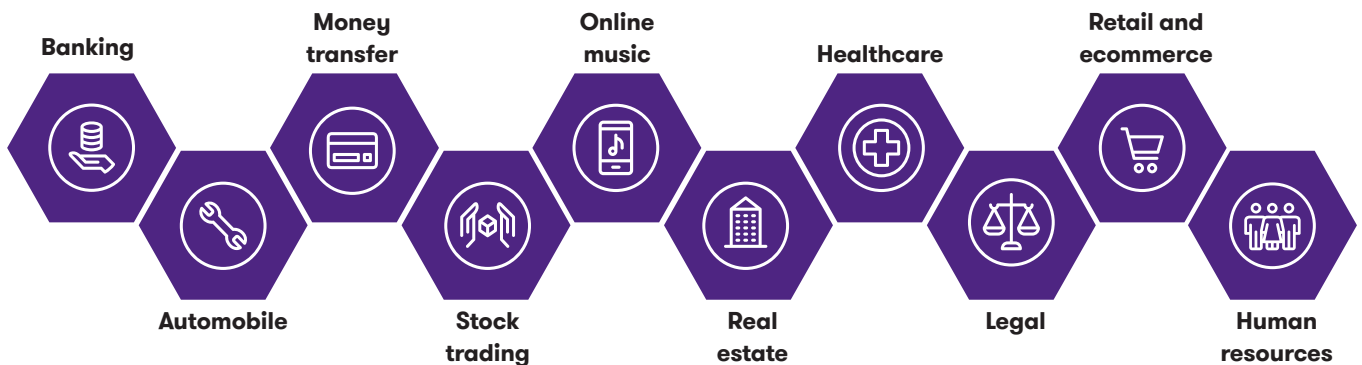 Banking
Money
transfer
Online
music
Healthcare
Retail and
ecommerce
Automobile
Stock
trading
Real
estate
Legal
Human
resources